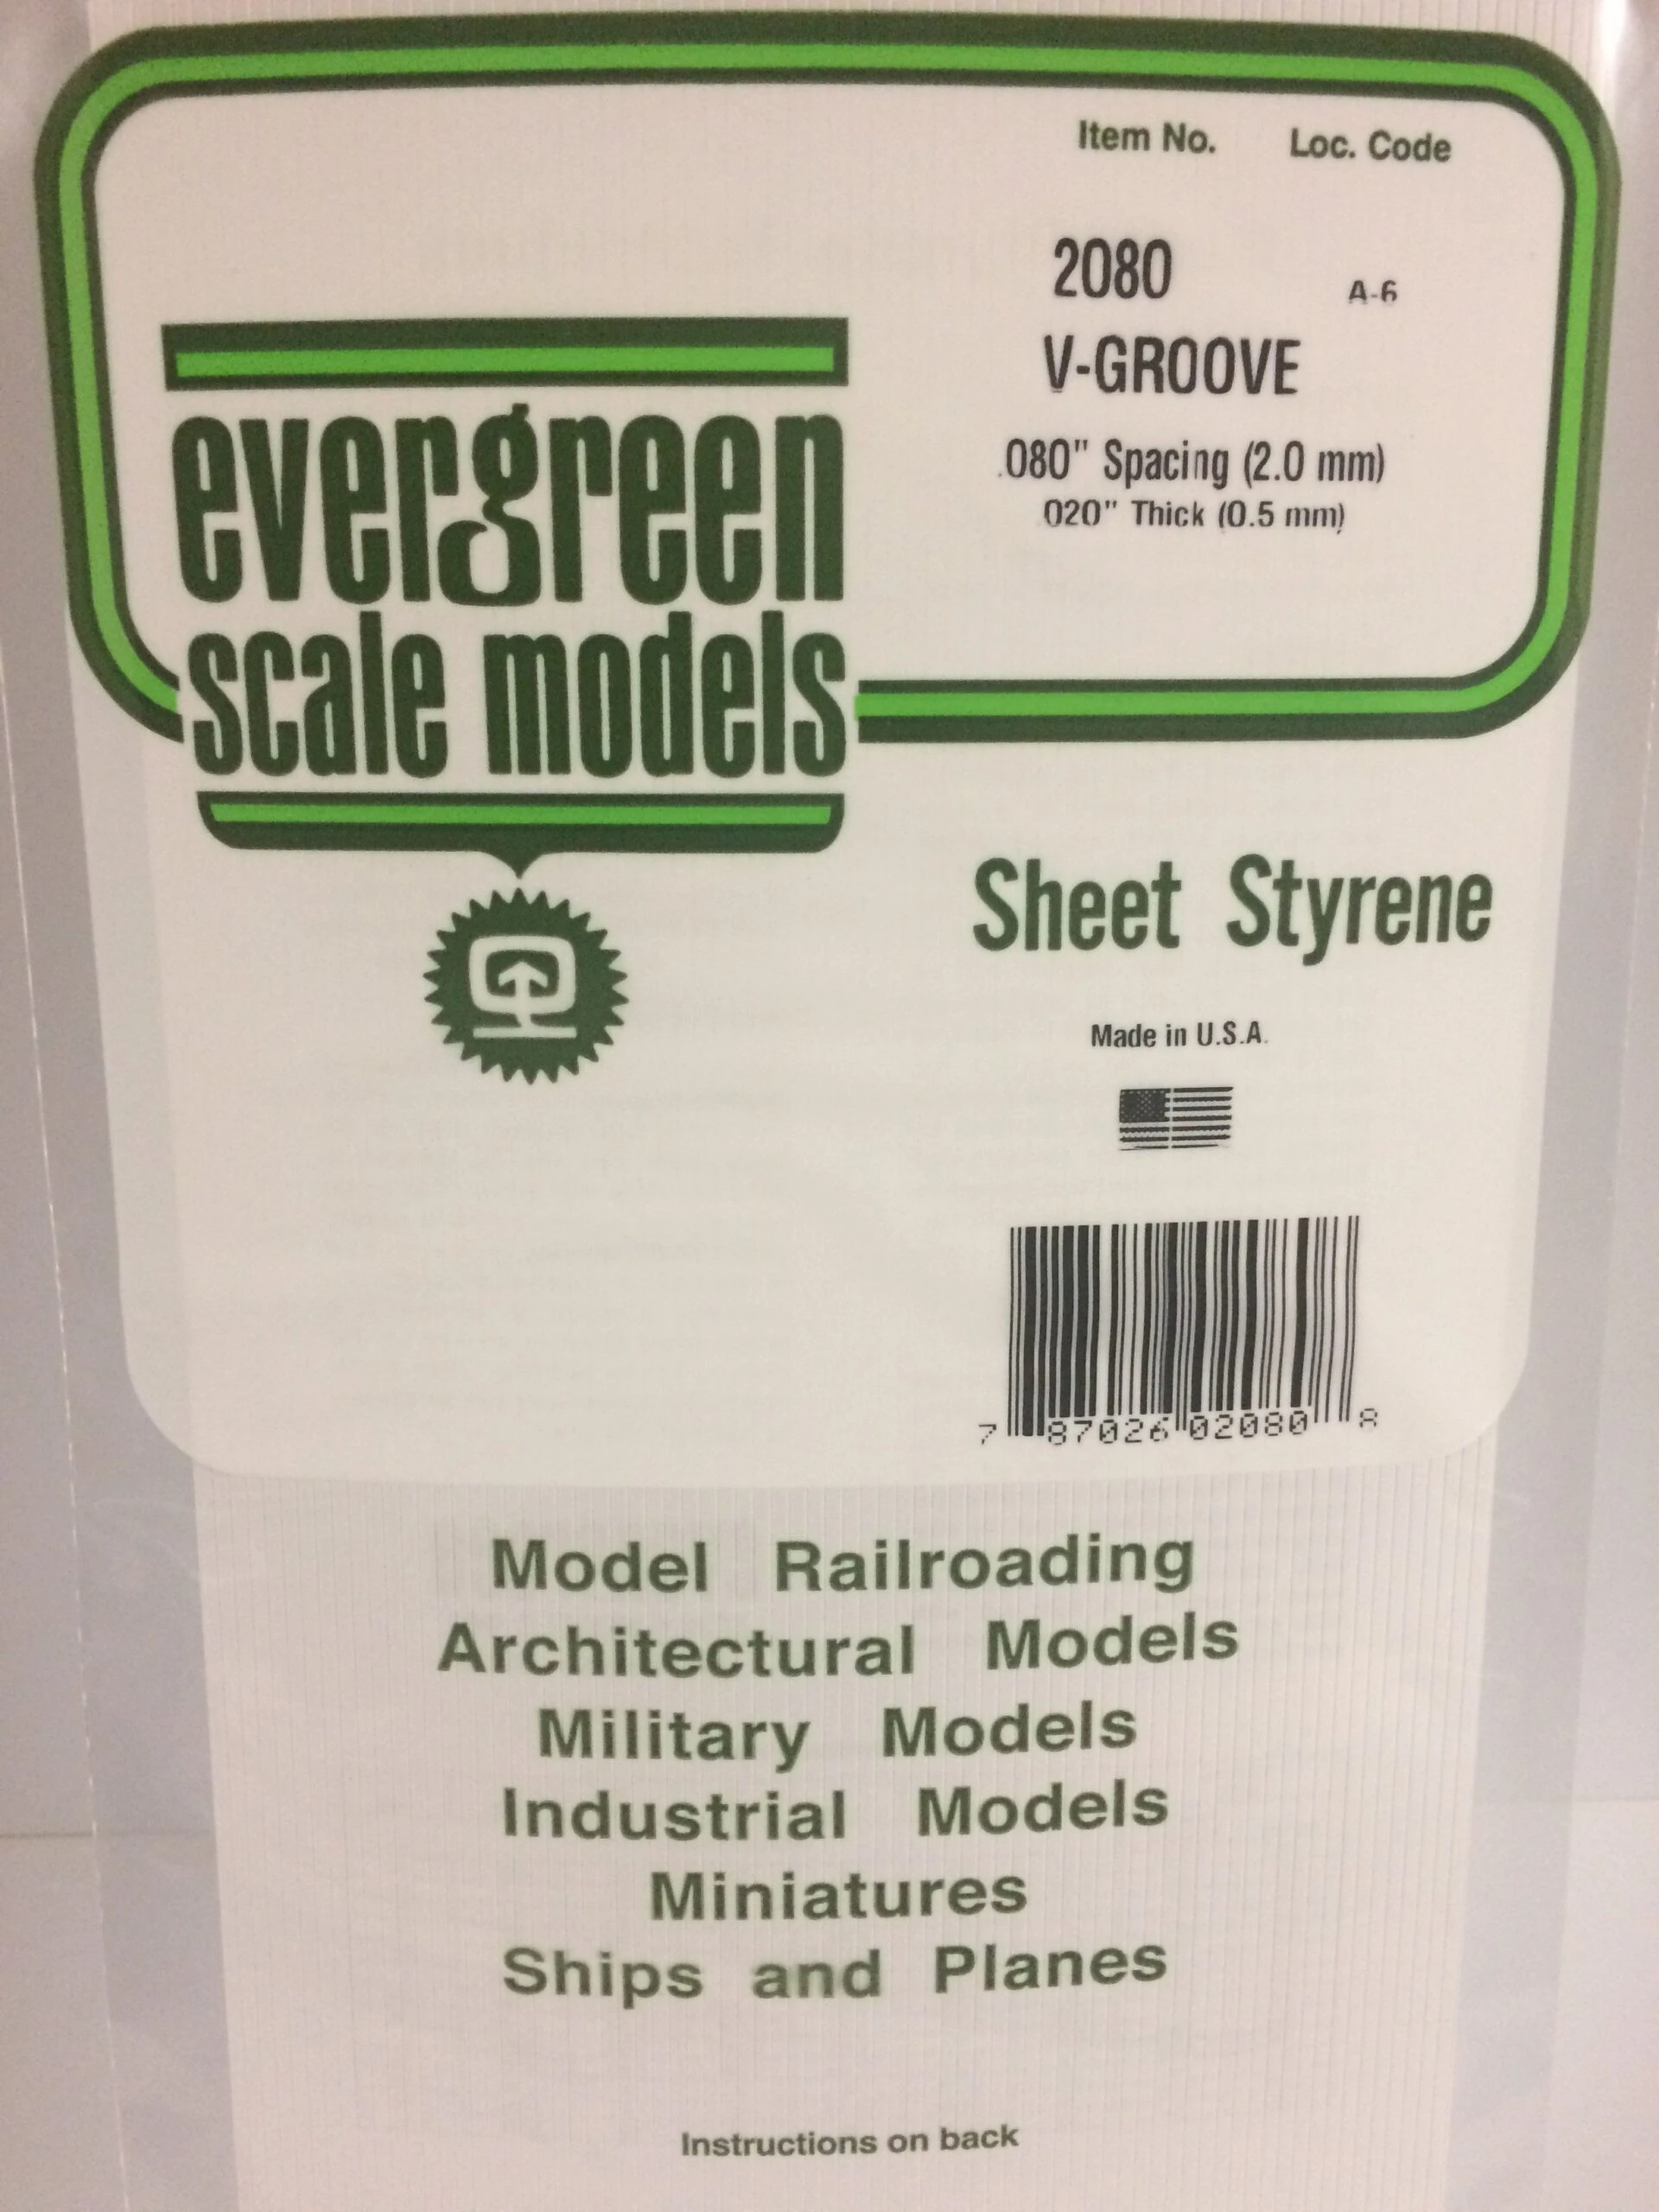 Item No. Loc. Code
2080 A-6
V-GROOVE
.080" Spacing (2.0 mm)
.020" Thick (0.5 mm)
evergreen
scale models
Sheet Styrene
Made in U.S.A.
7 87026 02080 8
Model Railroading
Architectural Models
Military Models
Industrial Models
Miniatures
Ships and Planes
Instructions on back